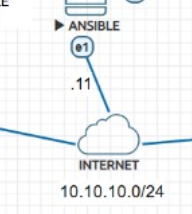 ANSIBLE
e1
.11
INTERNET
10.10.10.0/24